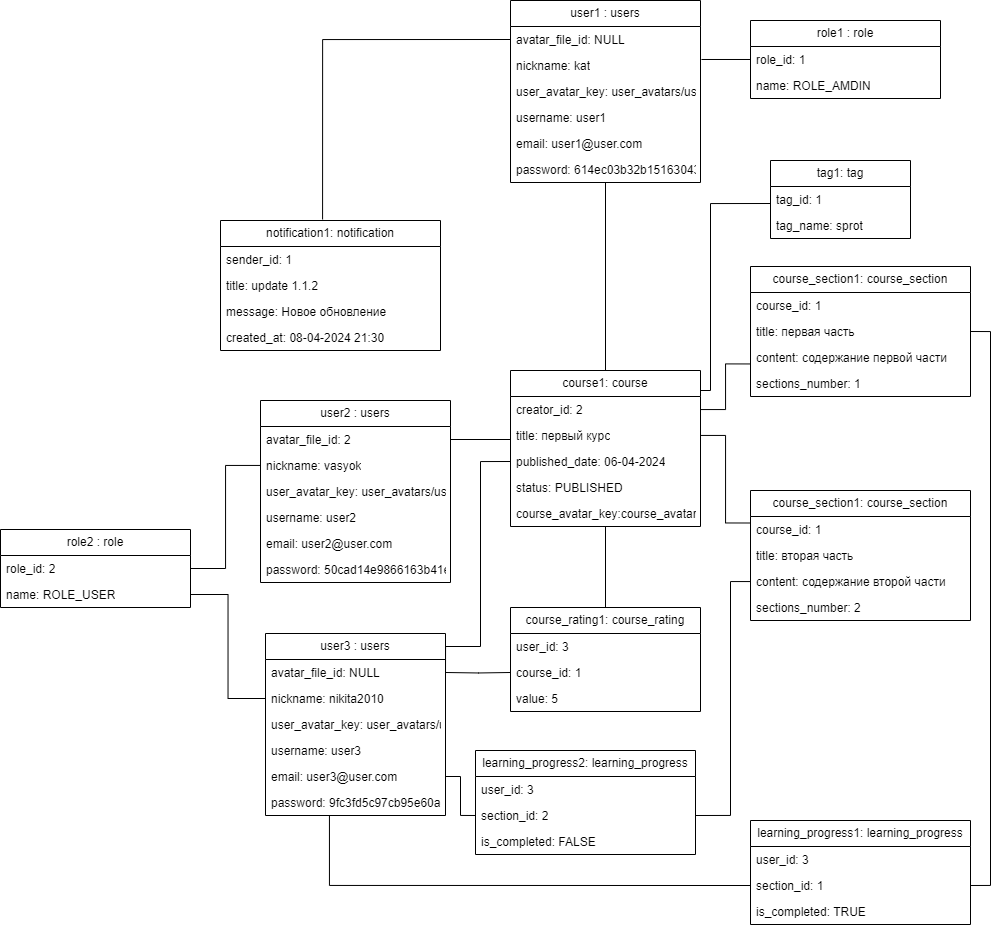 user1 : users
avatar_file_id: NULL
nickname: kat
user_avatar_key: user_avatars/us
username: user1
email: user1@user.com
password: 614ec03b32b1516304
role1 : role
role_id: 1
name: ROLE_AMDIN
tag1: tag
tag_id: 1
tag_name: sprot
notification1: notification
sender_id: 1
title: update 1.1.2
message: Новое обновление
created_at: 08-04-2024 21:30
course_section1: course_section
course_id: 1
title: первая часть
content: содержание первой части
sections_number: 1
course1: course
creator_id: 2
title: первый курс
published_date: 06-04-2024
status: PUBLISHED
course_avatar_key:course_avatar
user2 : users
avatar_file_id: 2
nickname: vasyok
user_avatar_key: user_avatars/us
username: user2
email: user2@user.com
password: 50cad14e9866163b41
course_section1: course_section
course_id: 1
title: вторая часть
content: содержание второй части
sections_number: 2
role2 : role
role_id: 2
name: ROLE_USER
course_rating1: course_rating
user_id: 3
course_id: 1
value: 5
user3 : users
avatar_file_id: NULL
nickname: nikita2010
user_avatar_key: user_avatars/
username: user3
email: user3@user.com
password: 9fc3fd5c97cb95e60a
learning_progress2: learning_progress
user_id: 3
section_id: 2
is_completed: FALSE
learning_progress1: learning_progress
user_id: 3
section_id: 1
is_completed: TRUE